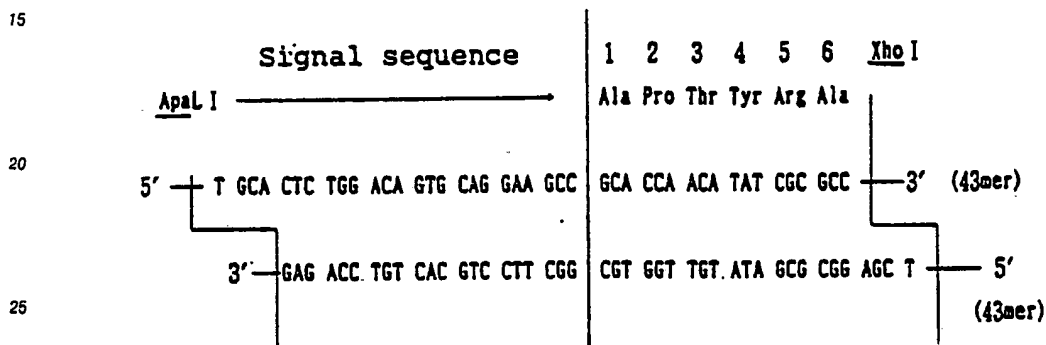 15
Signal sequence 1 2 3 4 5 6 Xho I
ApaL I Ala Pro Thr Tyr Arg Ala
20
5′ T GCA CTC TGG ACA GTG CAG GAA GCC GCA CCA ACA TAT CGC GCC 3′ (43mer)
3′ GAG ACC TGT CAC GTC CTT CGG CGT GGT TGT ATA GCG CGG AGC T 5′
25
(43mer)